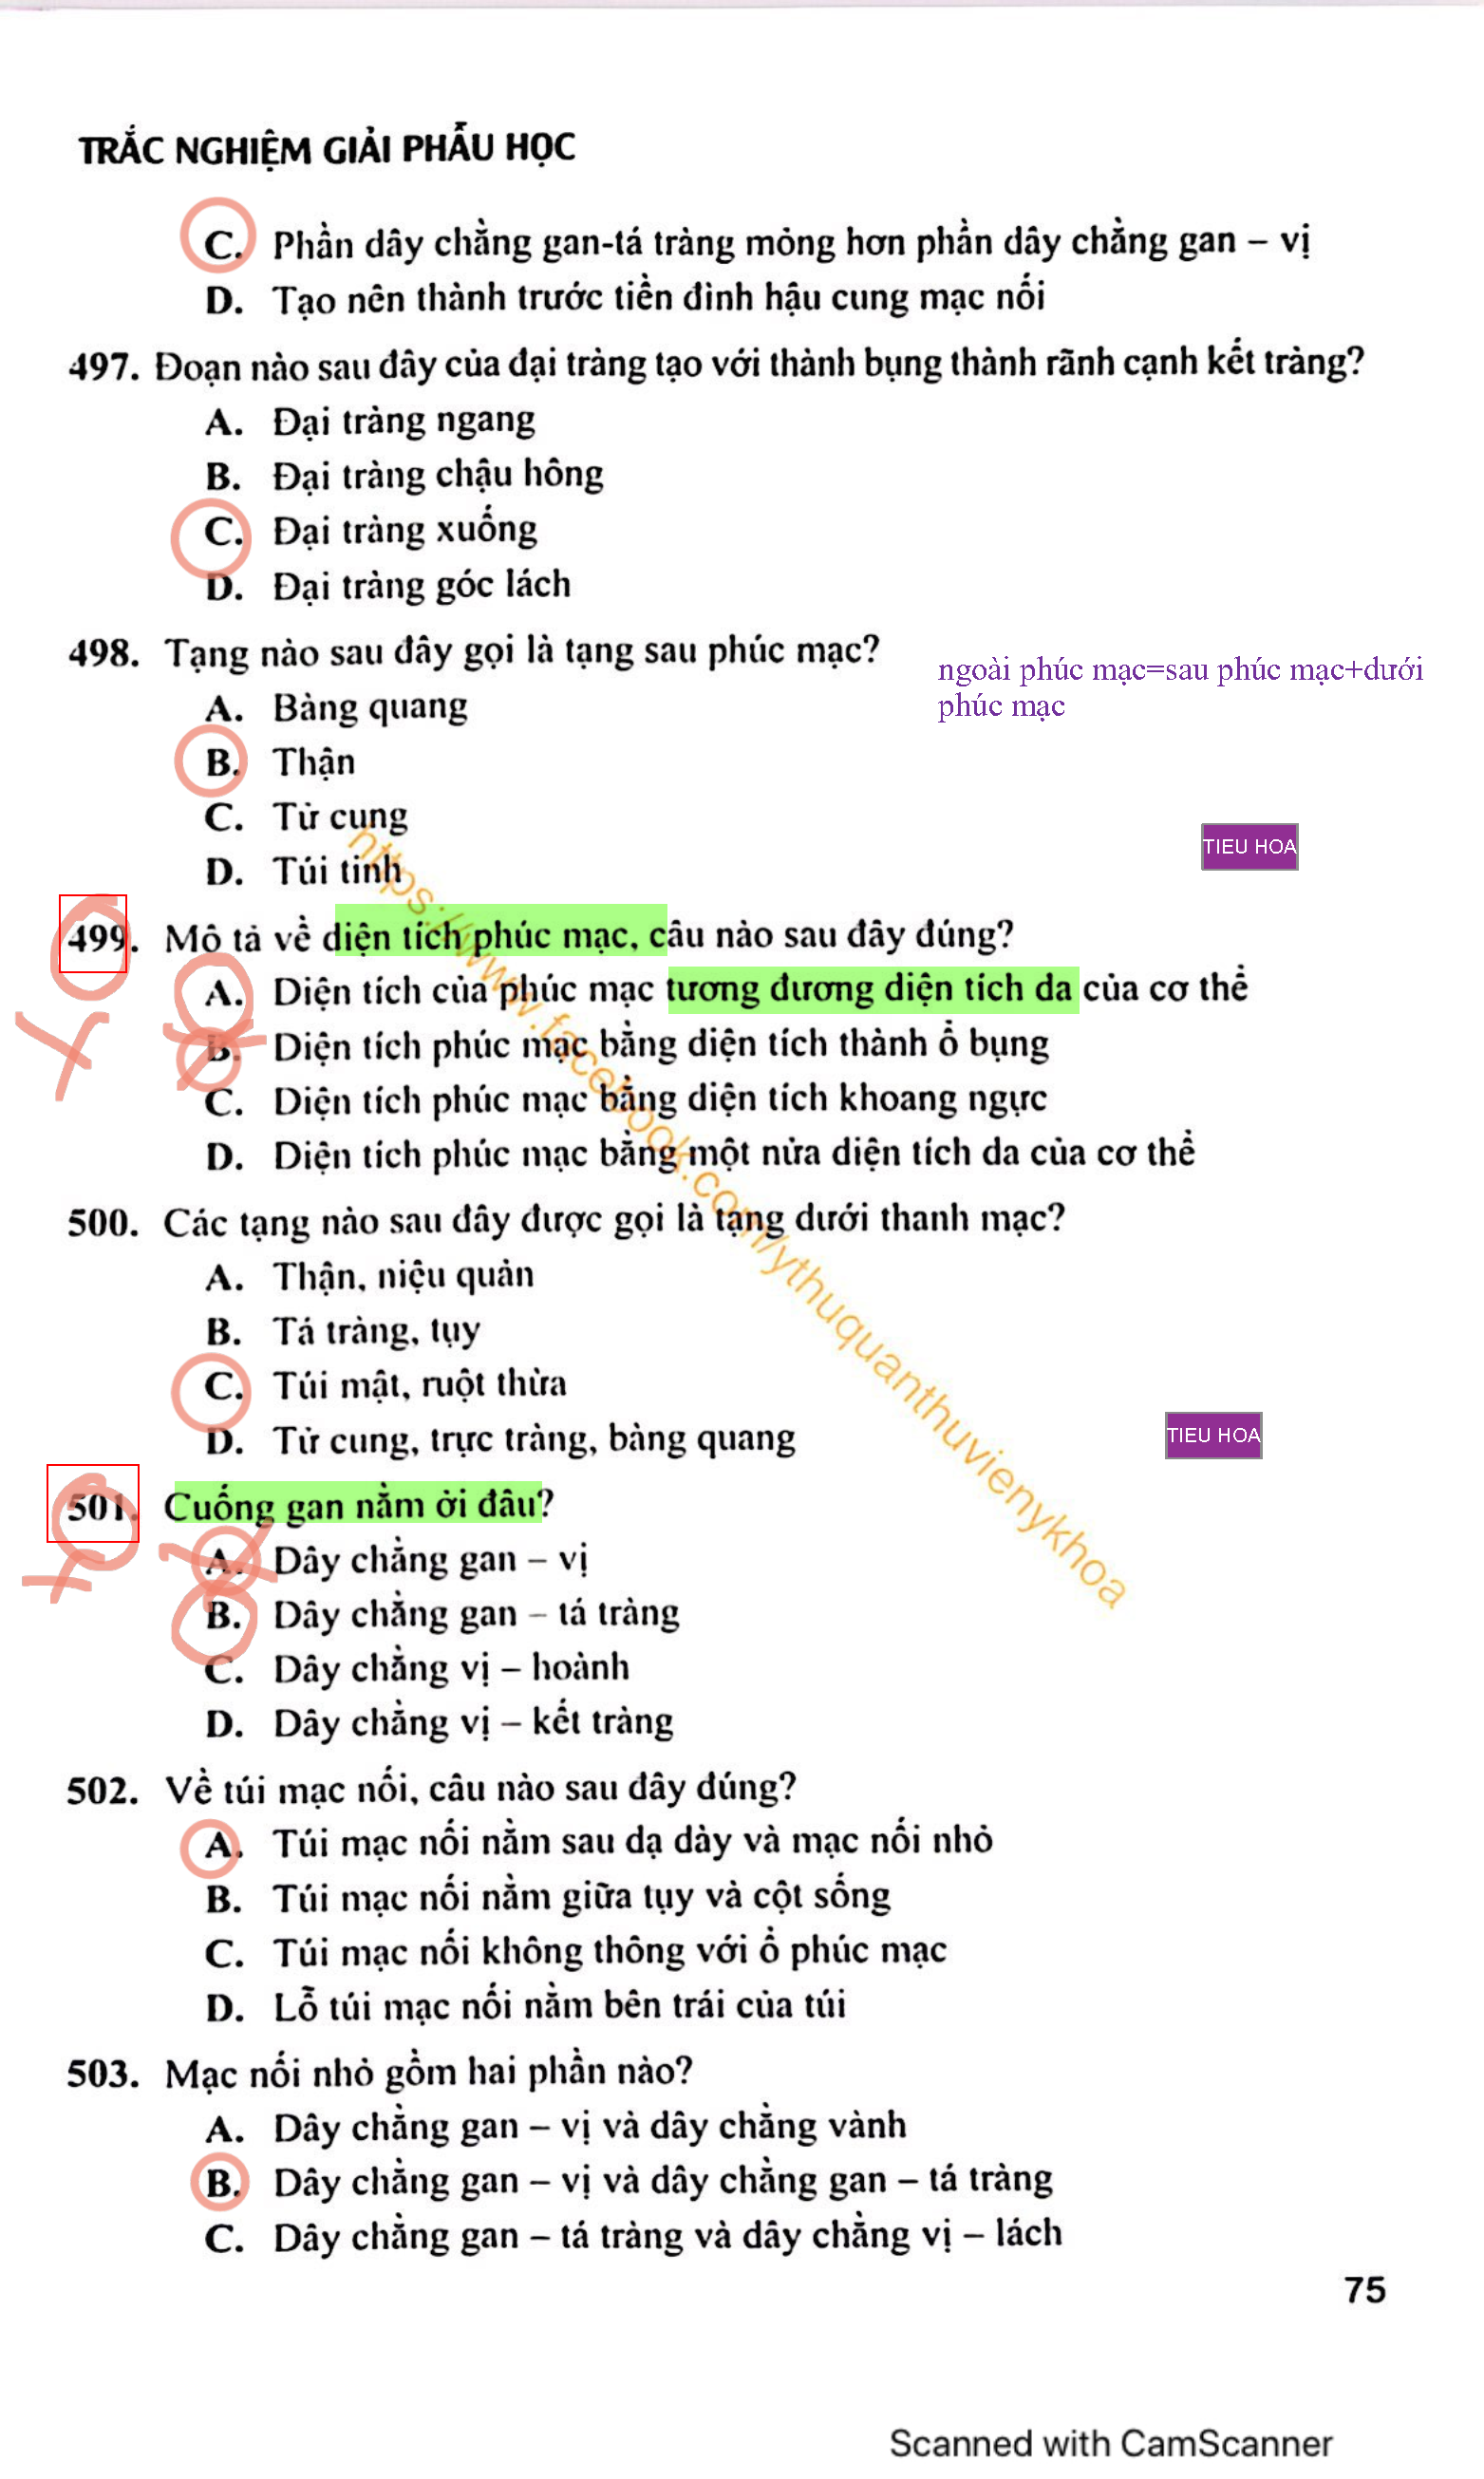 TRẮC NGHIỆM GIẢI PHẪU HỌC
C. Phần dây chằng gan-tá tràng mỏng hơn phần dây chằng gan – vị
D. Tạo nên thành trước tiền đình hậu cung mạc nối
497. Đoạn nào sau đây của đại tràng tạo với thành bụng thành rãnh cạnh kết tràng?
A. Đại tràng ngang
B. Đại tràng chậu hông
C. Đại tràng xuống
D. Đại tràng góc lách
498. Tạng nào sau đây gọi là tạng sau phúc mạc?
ngoài phúc mạc=sau phúc mạc+dưới
phúc mạc
A. Bàng quang
B. Thận
C. Tử cung
D. Túi tinh
TIEU HOA
499. Mô tả về diện tích phúc mạc, câu nào sau đây đúng?
A. Diện tích của phúc mạc tương đương diện tích da của cơ thể
B. Diện tích phúc mạc bằng diện tích thành ổ bụng
C. Diện tích phúc mạc bằng diện tích khoang ngực
D. Diện tích phúc mạc bằng một nửa diện tích da của cơ thể
500. Các tạng nào sau đây được gọi là tạng dưới thanh mạc?
A. Thận, niệu quản
B. Tá tràng, tụy
C. Túi mật, ruột thừa
D. Tử cung, trực tràng, bàng quang
TIEU HOA
501. Cuống gan nằm ởi đâu?
A. Dây chằng gan – vị
B. Dây chằng gan – tá tràng
C. Dây chằng vị – hoành
D. Dây chằng vị – kết tràng
502. Về túi mạc nối, câu nào sau đây đúng?
A. Túi mạc nối nằm sau dạ dày và mạc nối nhỏ
B. Túi mạc nối nằm giữa tụy và cột sống
C. Túi mạc nối không thông với ổ phúc mạc
D. Lỗ túi mạc nối nằm bên trái của túi
503. Mạc nối nhỏ gồm hai phần nào?
A. Dây chằng gan – vị và dây chằng vành
B. Dây chằng gan – vị và dây chằng gan – tá tràng
C. Dây chằng gan – tá tràng và dây chằng vị – lách
75
https://www.facebook.com/ythuquanthuvienykhoa
Scanned with CamScanner